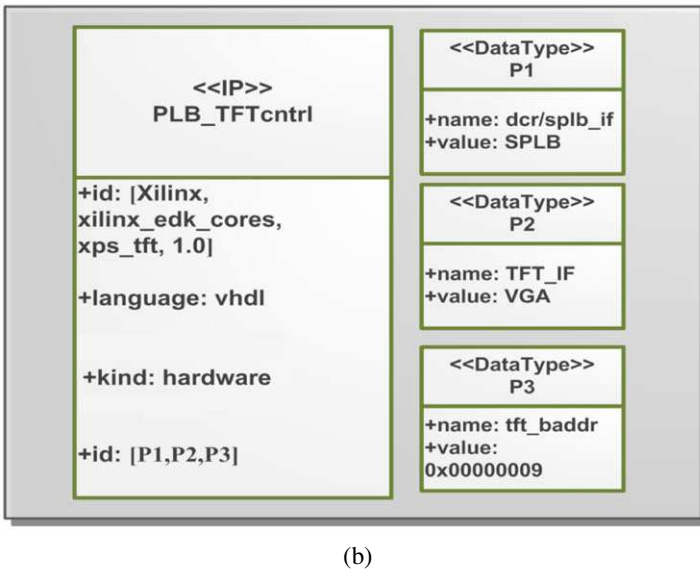 <<IP>>
PLB_TFTcntrl
+id: [Xilinx,
xilinx_edk_cores,
xps_tft, 1.0]
+language: vhdl
+kind: hardware
+id: [P1,P2,P3]
<<DataType>>
P1
+name: dcr/splb_if
+value: SPLB
<<DataType>>
P2
+name: TFT_IF
+value: VGA
<<DataType>>
P3
+name: tft_baddr
+value:
0x00000009
(b)